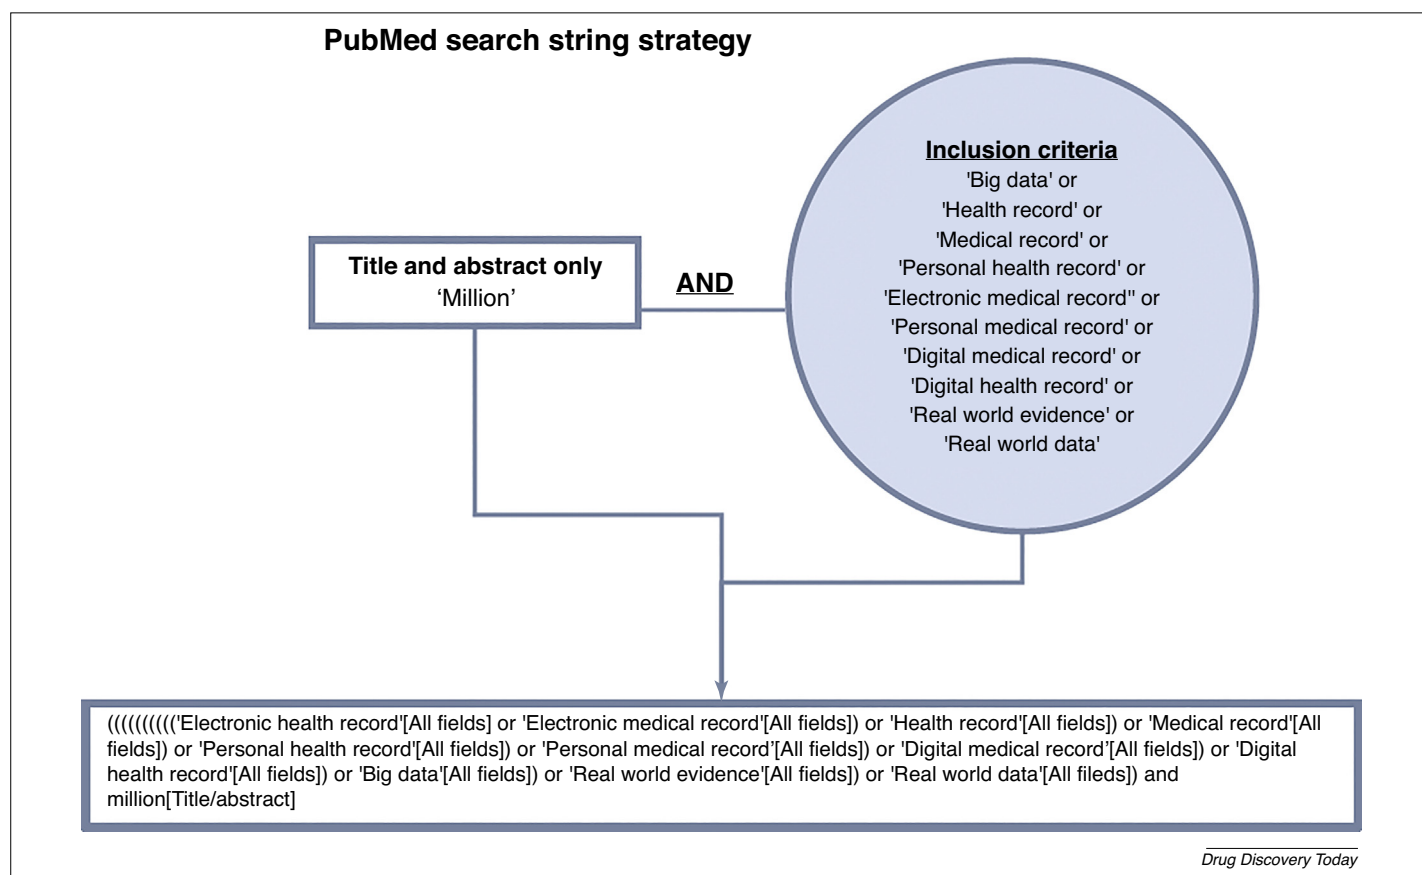 PubMed search string strategy
Inclusion criteria
'Big data' or
'Health record' or
'Medical record' or
'Personal health record' or
'Electronic medical record'' or
'Personal medical record' or
'Digital medical record' or
'Digital health record' or
'Real world evidence' or
'Real world data'
Title and abstract only
‘Million’
AND
(((((((((('Electronic health record'[All fields] or 'Electronic medical record'[All fields]) or 'Health record'[All fields]) or 'Medical record'[All
fields]) or 'Personal health record'[All fields]) or 'Personal medical record'[All fields]) or 'Digital medical record'[All fields]) or 'Digital
health record'[All fields]) or 'Big data'[All fields]) or 'Real world evidence'[All fields]) or 'Real world data'[All fileds]) and
million[Title/abstract]
Drug Discovery Today